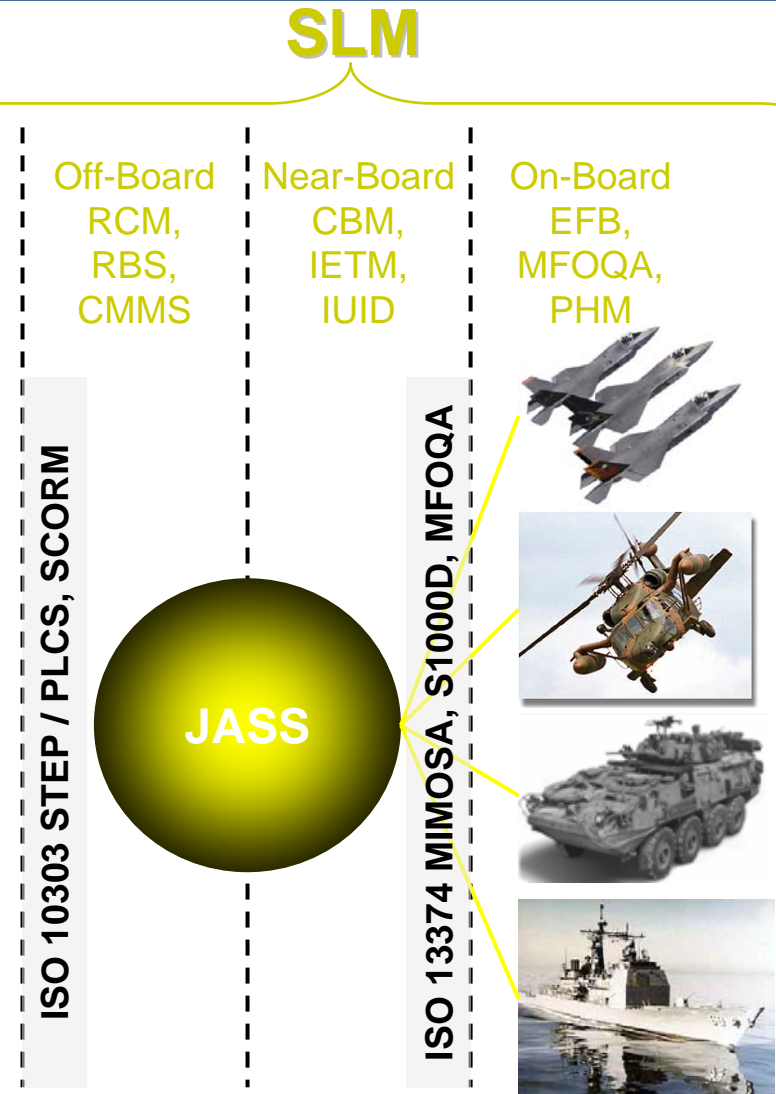 SLM
Off-Board
RCM,
RBS,
CMMS
Near-Board
CBM,
IETM,
IUID
On-Board
EFB,
MFOQA,
PHM
ISO 10303 STEP / PLCS, SCORM
JASS
ISO 13374 MIMOSA, S1000D, MFOQA